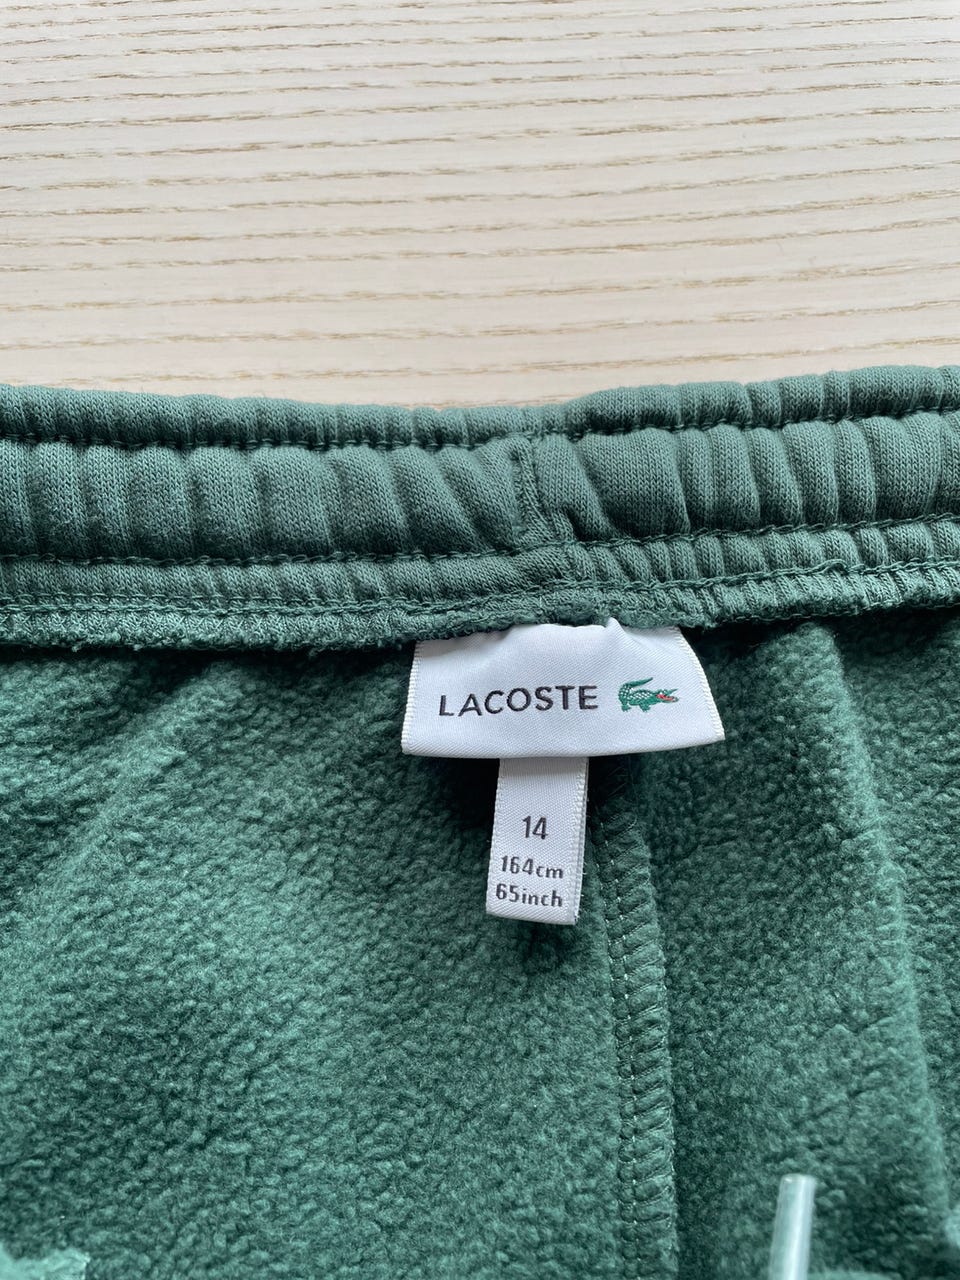 LACOSTE
14
164cm
65inch